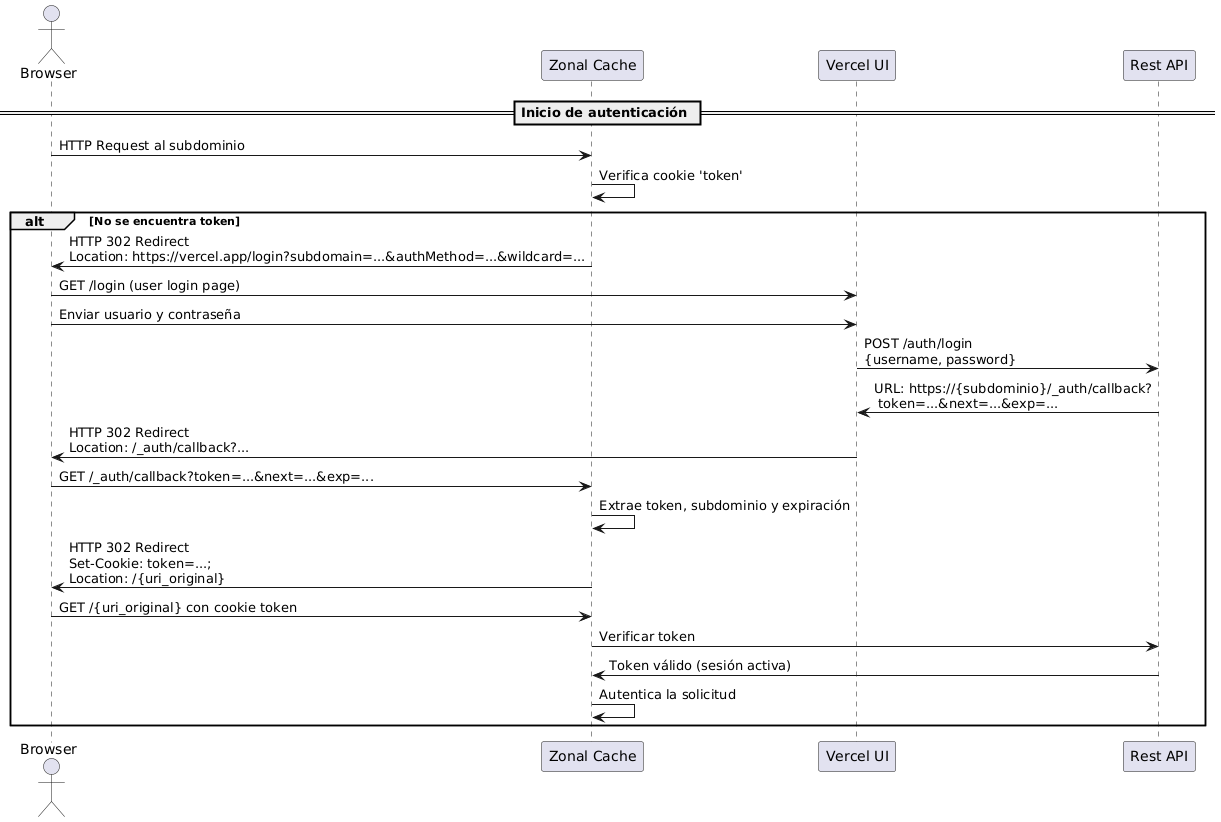 Browser
Zonal Cache
Vercel UI
Rest API
Inicio de autenticación
HTTP Request al subdominio
Verifica cookie 'token'
alt
[No se encuentra token]
HTTP 302 Redirect
Location: https://vercel.app/login?subdomain=...&authMethod=...&wildcard=...
GET /login (user login page)
Enviar usuario y contraseña
POST /auth/login
{username, password}
URL: https://{subdominio}/_auth/callback?
token=...&next=...&exp=...
HTTP 302 Redirect
Location: /_auth/callback?...
GET /_auth/callback?token=...&next=...&exp=...
Extrae token, subdominio y expiración
HTTP 302 Redirect
Set-Cookie: token=...;
Location: /{uri_original}
GET /{uri_original} con cookie token
Verificar token
Token válido (sesión activa)
Autentica la solicitud
Browser
Zonal Cache
Vercel UI
Rest API